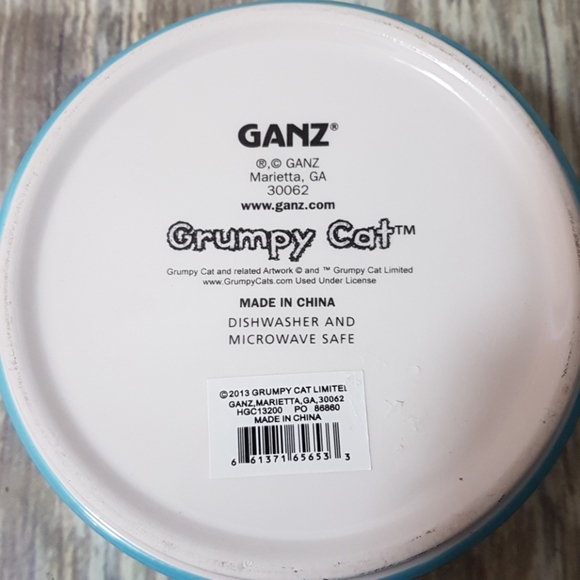 GANZ®
®,© GANZ
Marietta, GA
30062
www.ganz.com
Grumpy Cat™
Grumpy Cat and related Artwork © and ™ Grumpy Cat Limited
www.GrumpyCats.com Used Under License
MADE IN CHINA
DISHWASHER AND
MICROWAVE SAFE
©2013 GRUMPY CAT LIMITED
GANZ,MARIETTA,GA,30062
HGC13200 PO 86860
MADE IN CHINA
6 61371 65653 3